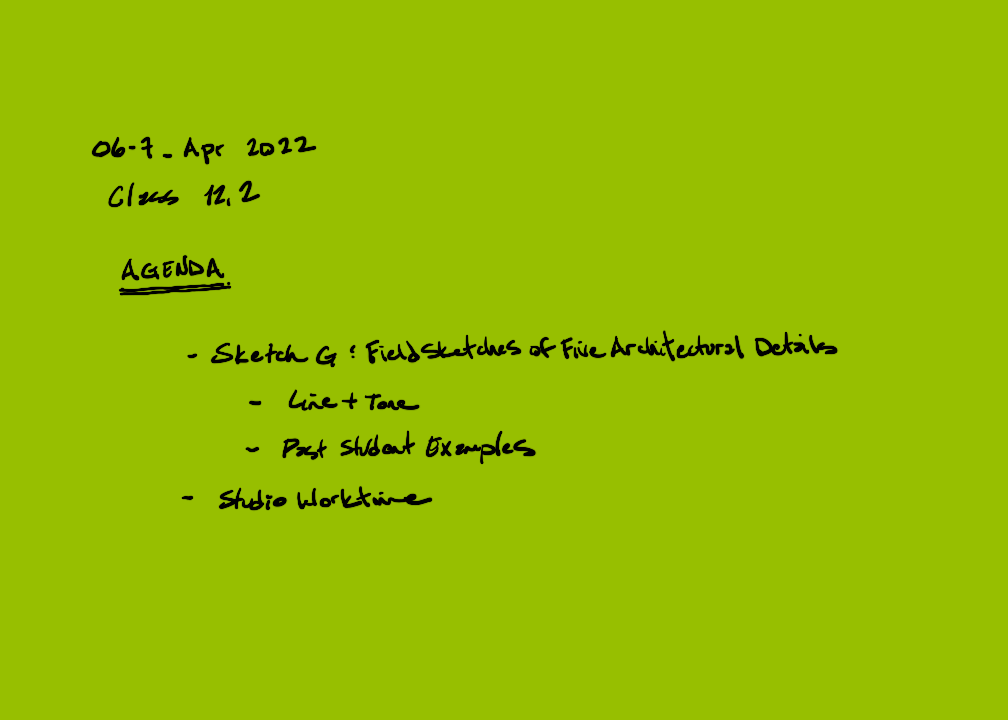 06-7 - Apr 2022
Class 12.2
AGENDA.
- Sketch G : Field Sketches of Five Architectural Details
- Line + Tone
- Past Student Examples
- Studio Worktime